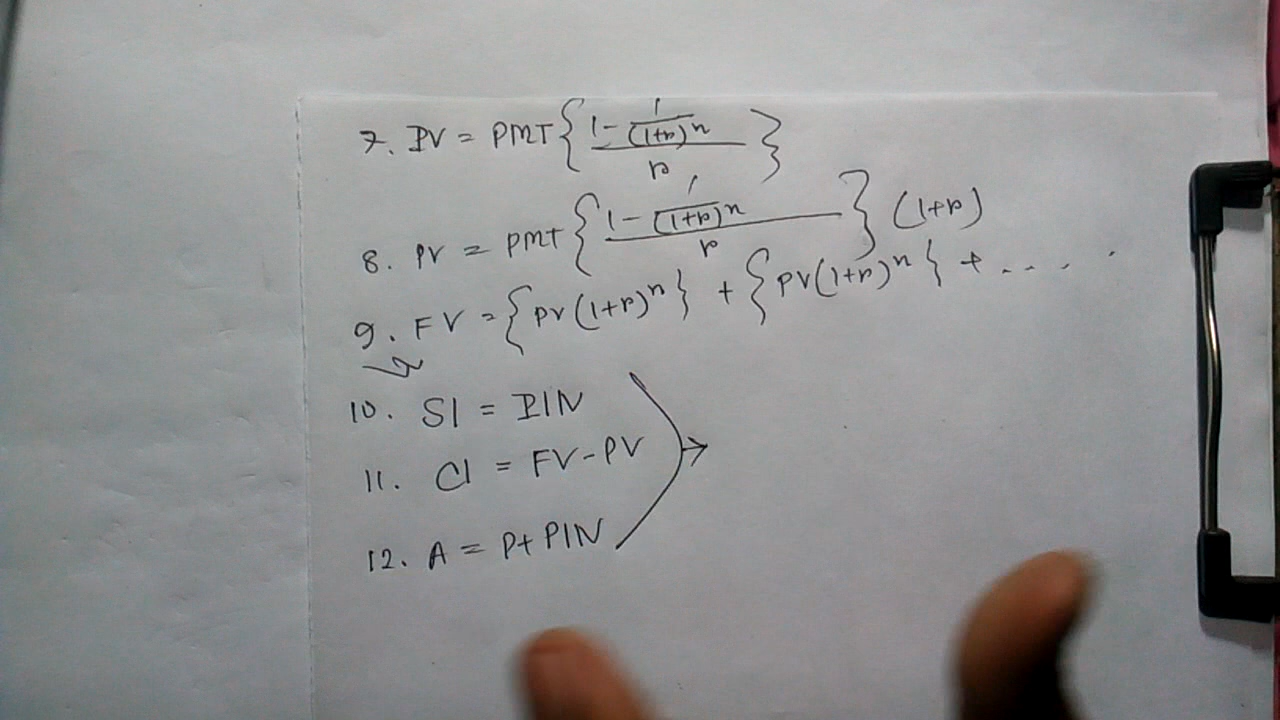 7. PV = PMT { 1 - 1/(1+r)^n / r }
8. PV = PMT { 1 - 1/(1+r)^n / r } (1+r)
9. FV = { PV(1+r)^n } + { PV(1+r)^n } + .....
10. SI = PIN
11. CI = FV-PV
12. A = P+ PIN